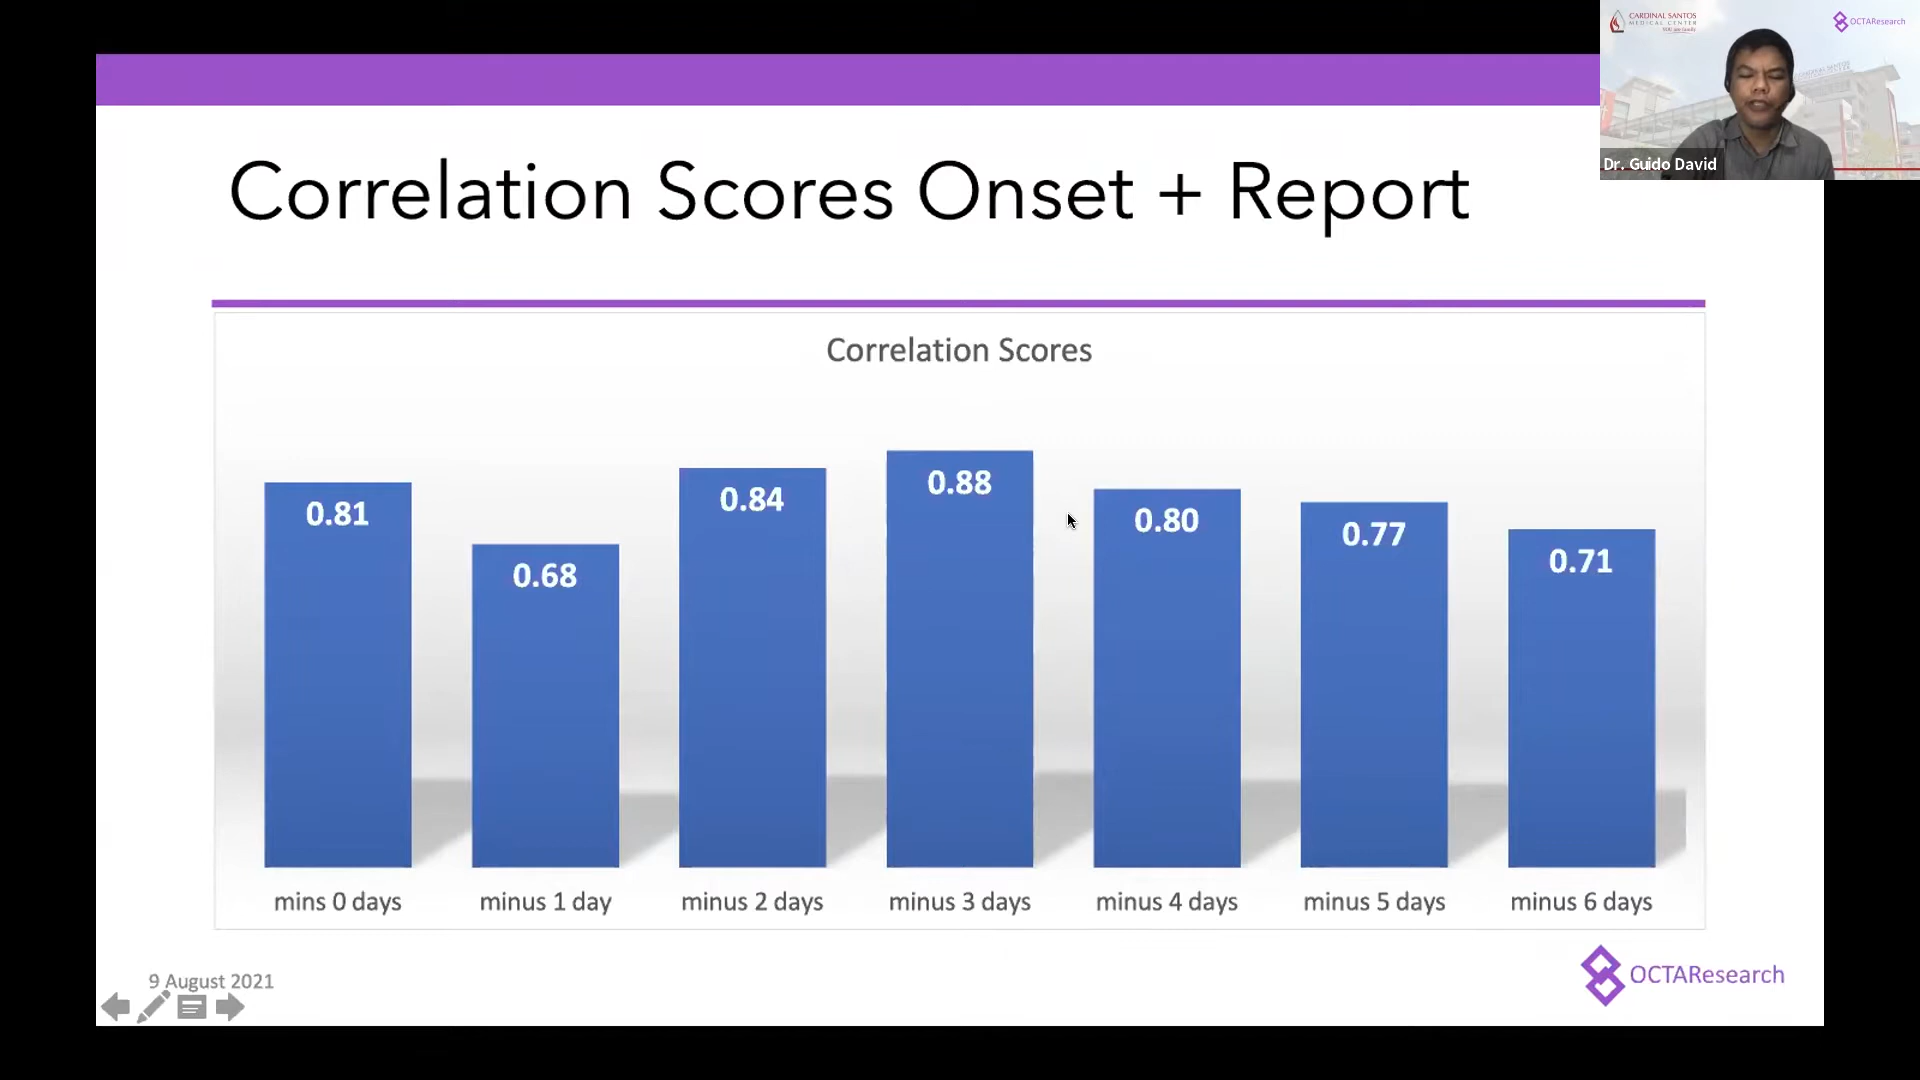 CARDINAL SANTOS
MEDICAL CENTER
OCTAResearch
Dr. Guido David
Correlation Scores Onset + Report
Correlation Scores
0.81
0.68
0.84
0.88
0.80
0.77
0.71
mins 0 days
minus 1 day
minus 2 days
minus 3 days
minus 4 days
minus 5 days
minus 6 days
9 August 2021
OCTAResearch